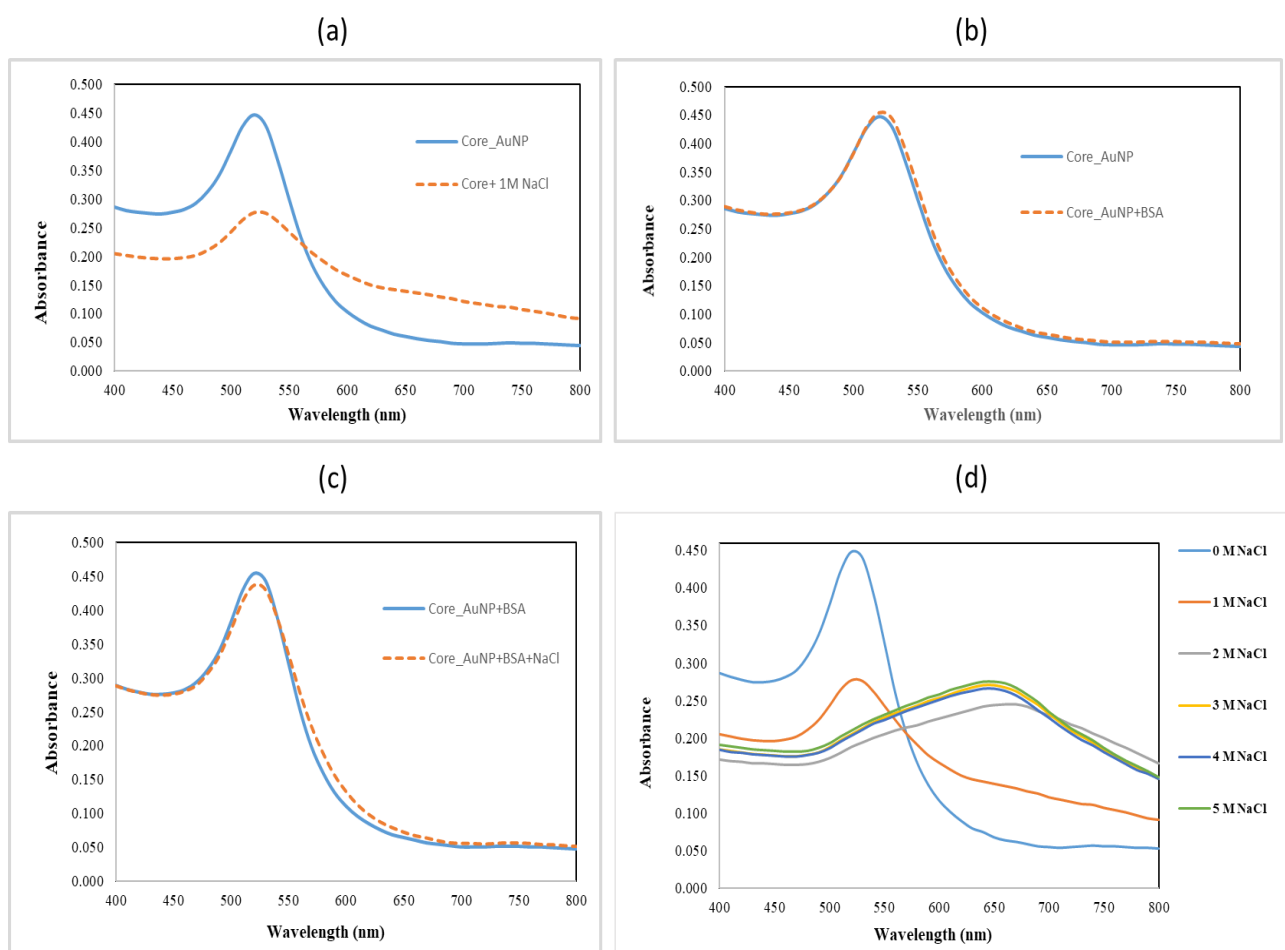 (a)
0.500
0.450
0.400
0.350
0.300
0.250
0.200
0.150
0.100
0.050
0.000
400 450 500 550 600 650 700 750 800
Absorbance
Wavelength (nm)
Core_AuNP
Core+ 1M NaCl
(b)
0.500
0.450
0.400
0.350
0.300
0.250
0.200
0.150
0.100
0.050
0.000
400 450 500 550 600 650 700 750 800
Absorbance
Wavelength (nm)
Core_AuNP
Core_AuNP+BSA
(c)
0.500
0.450
0.400
0.350
0.300
0.250
0.200
0.150
0.100
0.050
0.000
400 450 500 550 600 650 700 750 800
Absorbance
Wavelength (nm)
Core_AuNP+BSA
Core_AuNP+BSA+NaCl
(d)
0.450
0.400
0.350
0.300
0.250
0.200
0.150
0.100
0.050
0.000
400 450 500 550 600 650 700 750 800
Absorbance
Wavelength (nm)
0 M NaCl
1 M NaCl
2 M NaCl
3 M NaCl
4 M NaCl
5 M NaCl